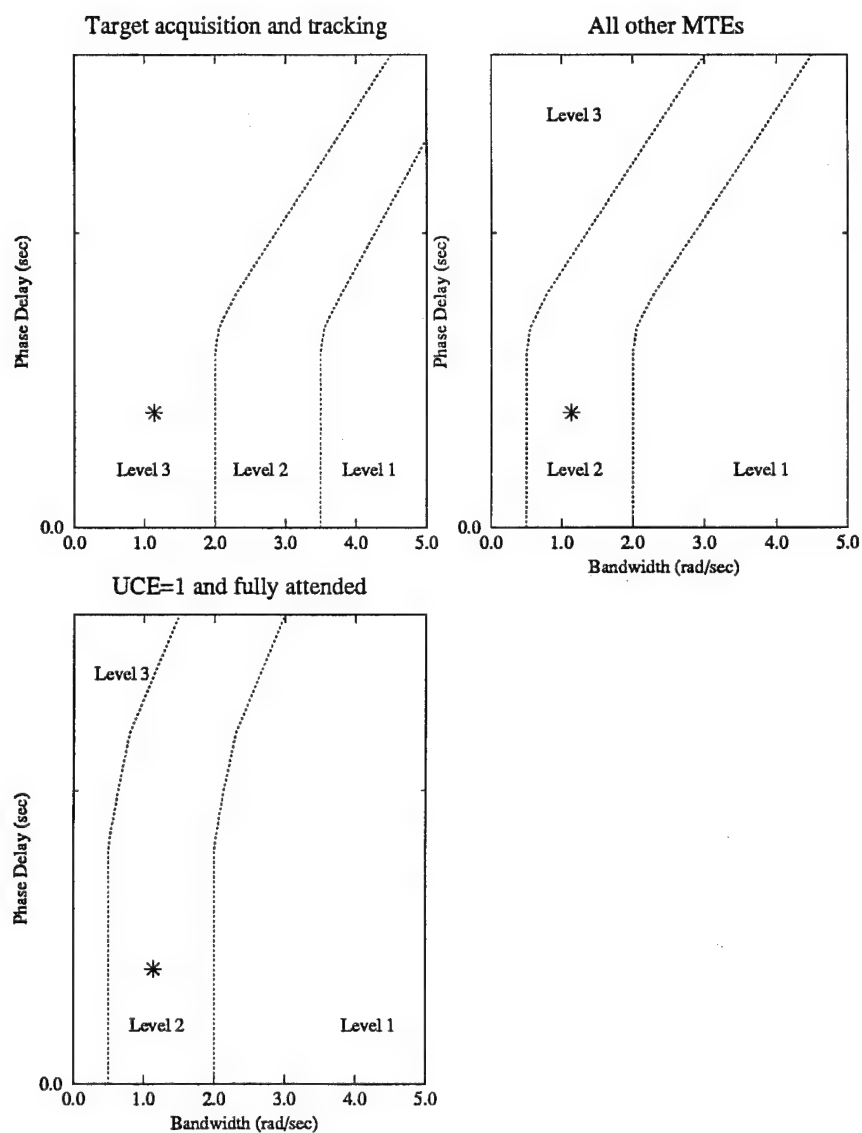 Target acquisition and tracking
Phase Delay (sec)
Level 3
Level 2
Level 1
0.0
0.0 1.0 2.0 3.0 4.0 5.0
All other MTEs
Phase Delay (sec)
Level 3
Level 2
Level 1
0.0
0.0 1.0 2.0 3.0 4.0 5.0
Bandwidth (rad/sec)
UCE=1 and fully attended
Phase Delay (sec)
Level 3
Level 2
Level 1
0.0
0.0 1.0 2.0 3.0 4.0 5.0
Bandwidth (rad/sec)